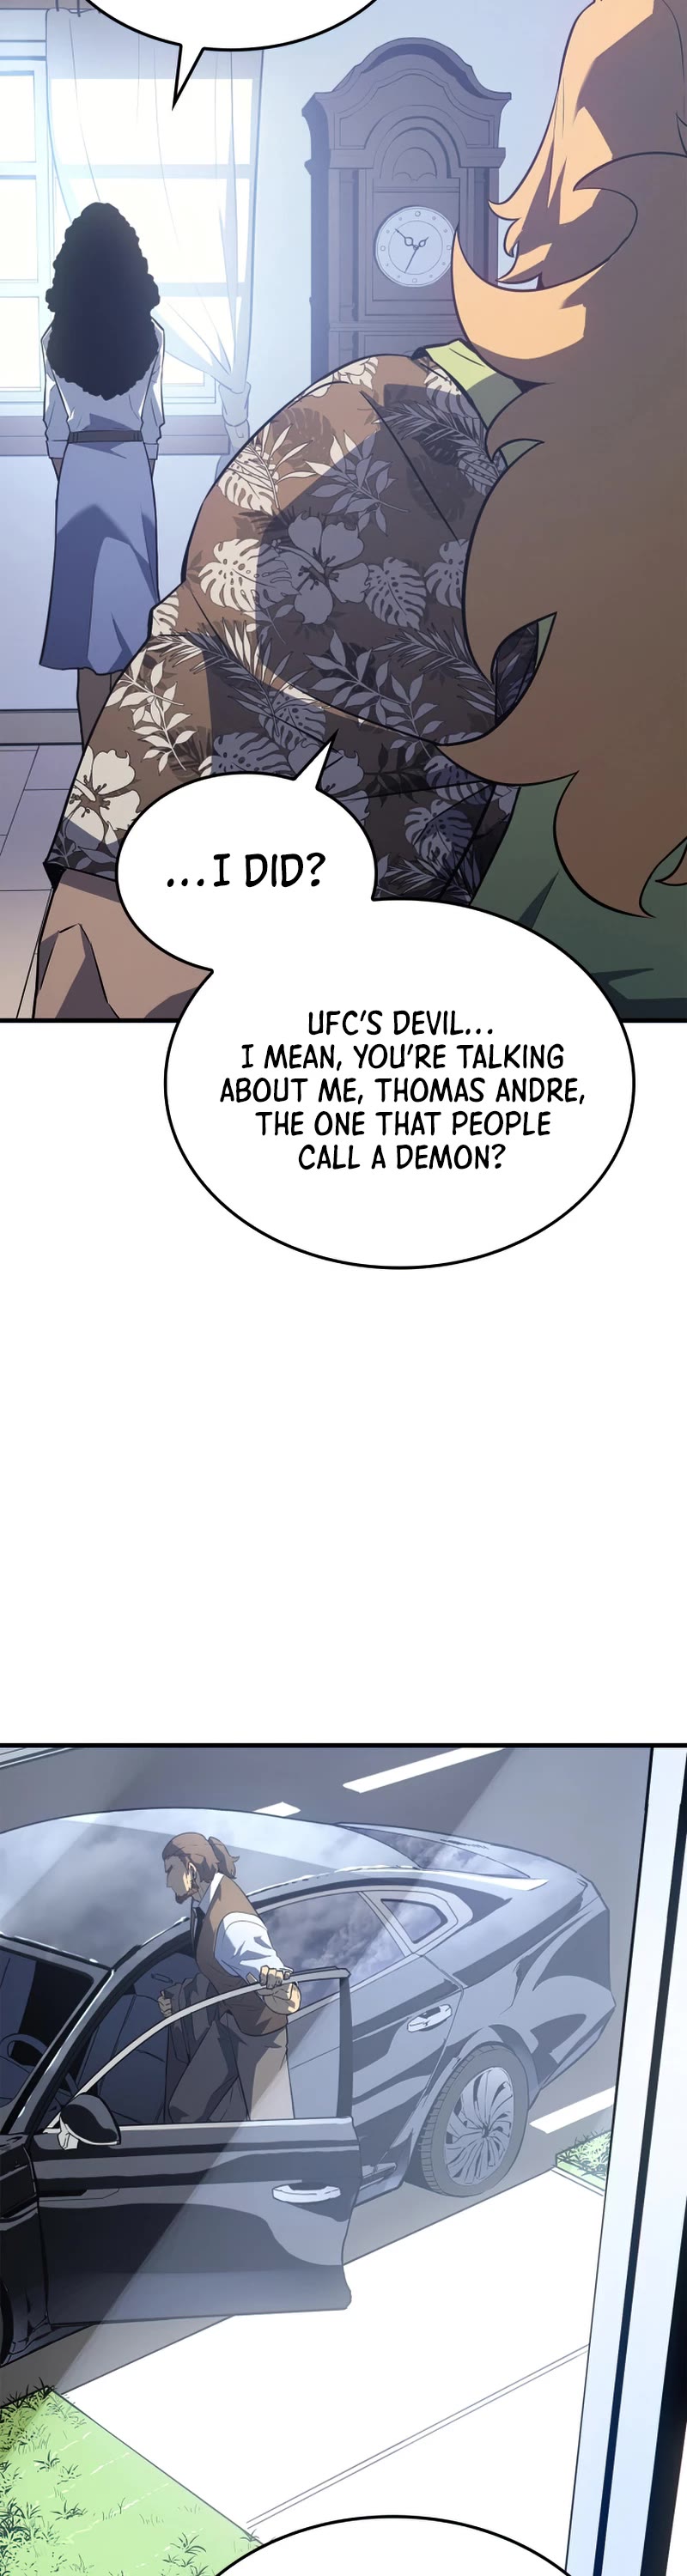 ...I DID?
UFC'S DEVIL...
I MEAN, YOU'RE TALKING
ABOUT ME, THOMAS ANDRE,
THE ONE THAT PEOPLE
CALL A DEMON?